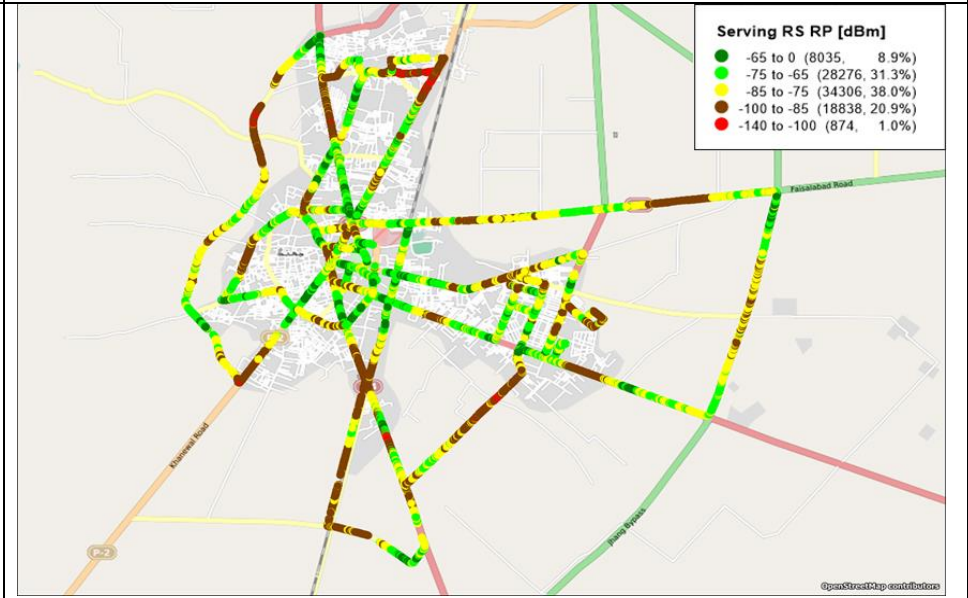 Serving RS RP [dBm]
-65 to 0 (8035, 8.9%)
-75 to -65 (28276, 31.3%)
-85 to -75 (34306, 38.0%)
-100 to -85 (18838, 20.9%)
-140 to -100 (874, 1.0%)
Faisalabad Road
Khanewal Road
P-2
Jhang Bypass
OpenStreetMap contributors